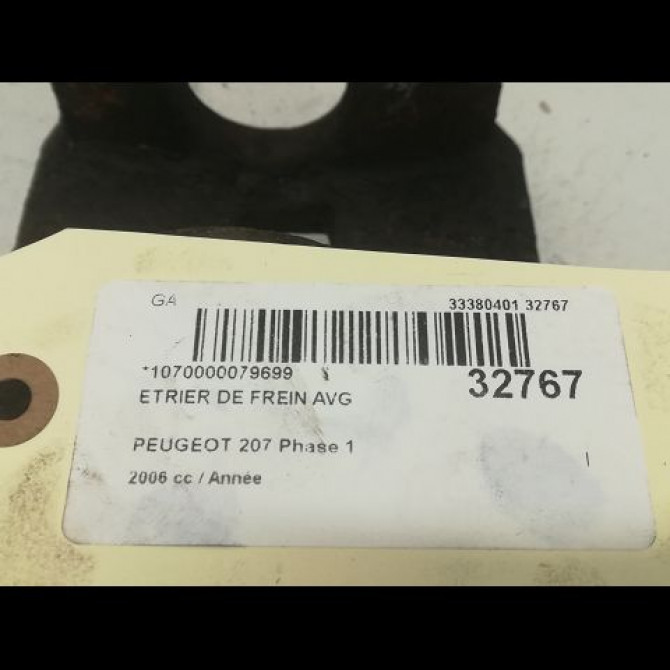 GA 33380401 32767
*1070000079699 32767
ETRIER DE FREIN AVG
PEUGEOT 207 Phase 1
2006 cc / Année